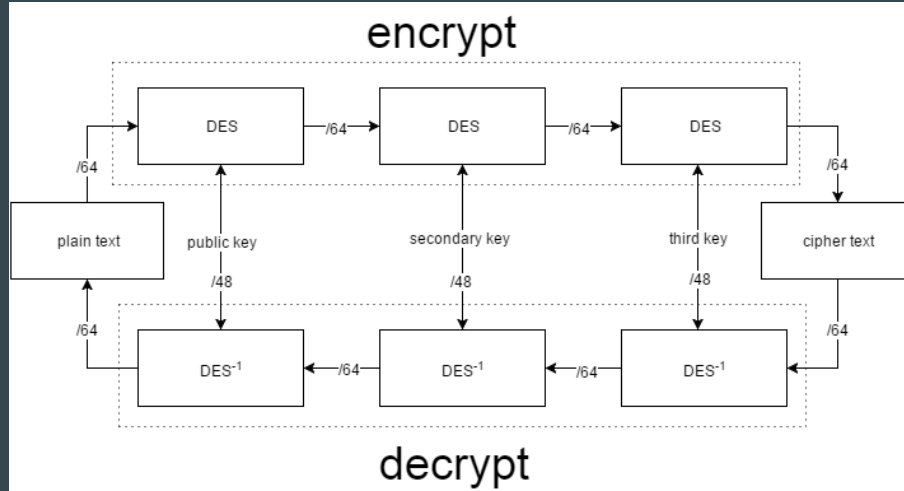 encrypt
DES
/64
DES
/64
DES
/64
/64
plain text
public key
secondary key
third key
cipher text
/48
/48
/48
/64
/64
DES-1
/64
DES-1
/64
DES-1
decrypt